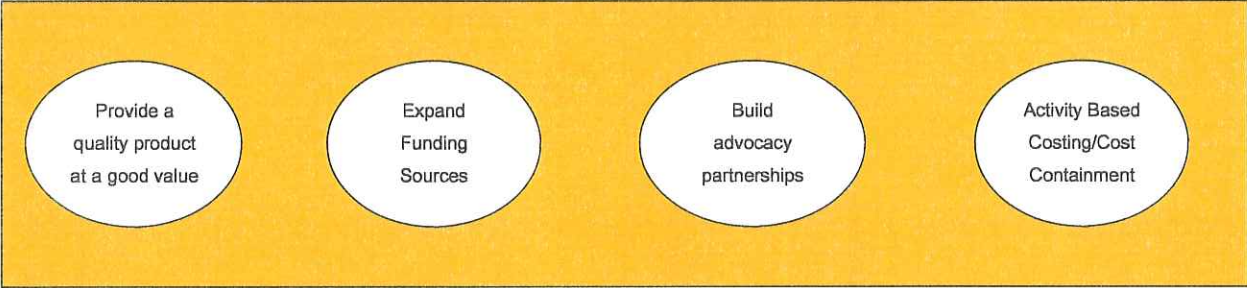 Provide a
quality product
at a good value
Expand
Funding
Sources
Build
advocacy
partnerships
Activity Based
Costing/Cost
Containment